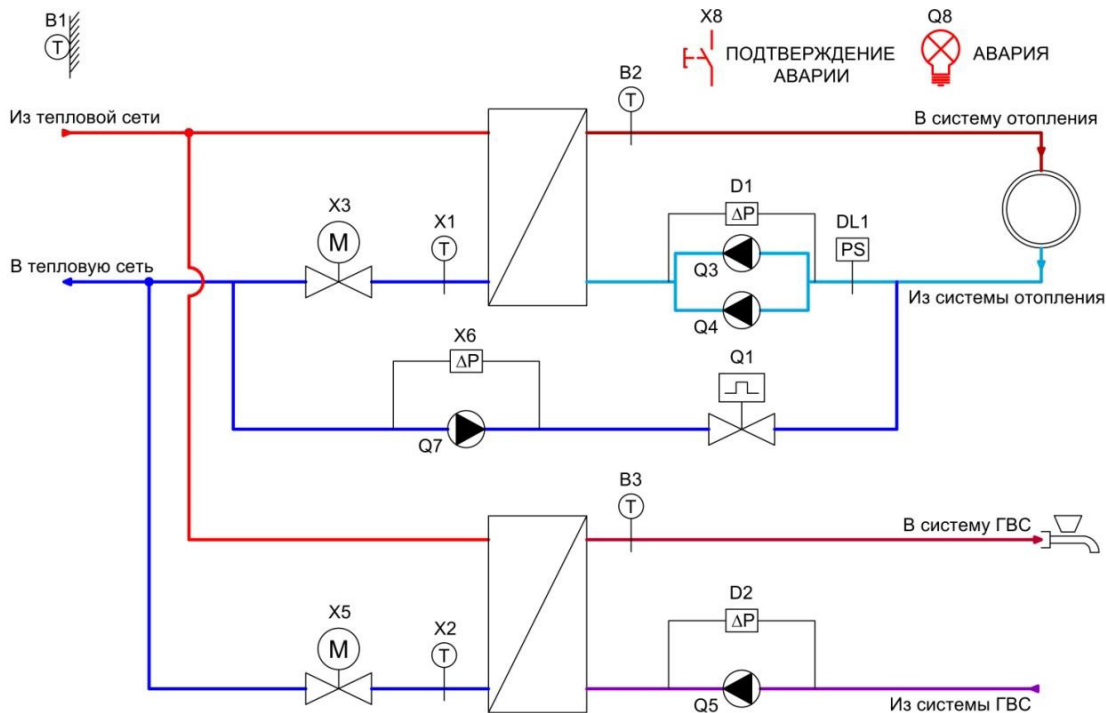 B1
T
X8
ПОДТВЕРЖДЕНИЕ
АВАРИИ
Q8
АВАРИЯ
B2
T
Из тепловой сети
В систему отопления
D1
ΔP
DL1
PS
X3
M
X1
T
Q3
В тепловую сеть
Из системы отопления
Q4
X6
ΔP
Q1
Q7
B3
T
В систему ГВС
D2
ΔP
X5
M
X2
T
Q5
Из системы ГВС